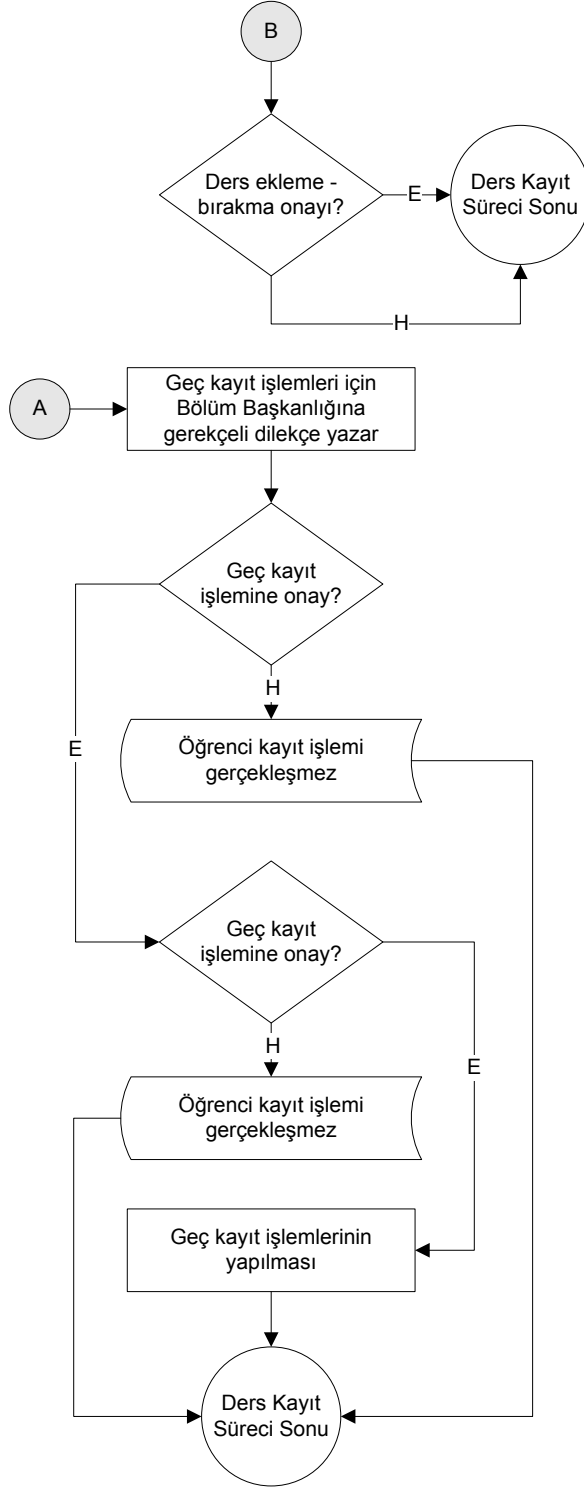 B
Ders ekleme -
bırakma onayı?
E
Ders Kayıt
Süreci Sonu
H
A
Geç kayıt işlemleri için
Bölüm Başkanlığına
gerekçeli dilekçe yazar
Geç kayıt
işlemine onay?
H
E
Öğrenci kayıt işlemi
gerçekleşmez
Geç kayıt
işlemine onay?
H
E
Öğrenci kayıt işlemi
gerçekleşmez
Geç kayıt işlemlerinin
yapılması
Ders Kayıt
Süreci Sonu